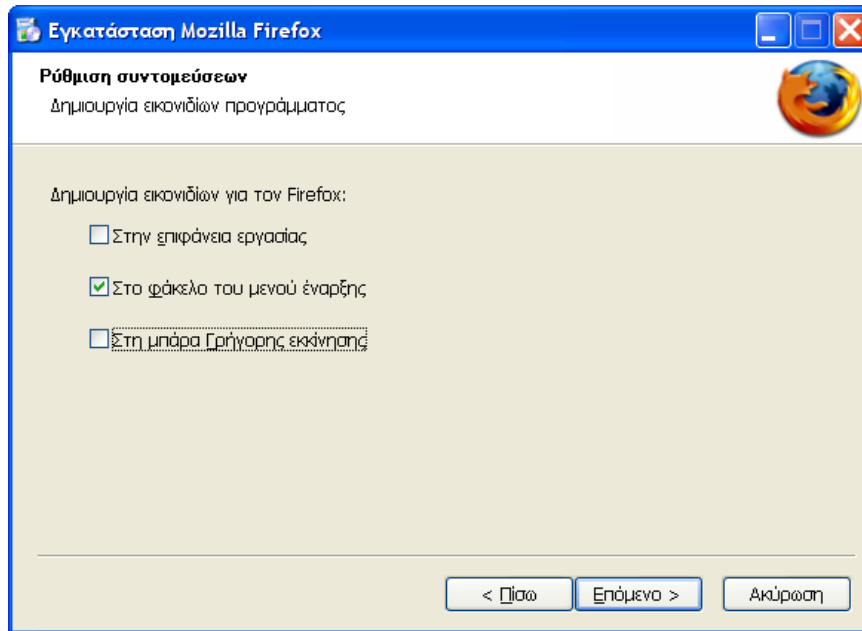 Εγκατάσταση Mozilla Firefox
Ρύθμιση συντομεύσεων
Δημιουργία εικονιδίων προγράμματος
Δημιουργία εικονιδίων για τον Firefox:
Στην επιφάνεια εργασίας
Στο φάκελο του μενού έναρξης
Στη μπάρα Γρήγορης εκκίνησης
< Πίσω Επόμενο > Ακύρωση